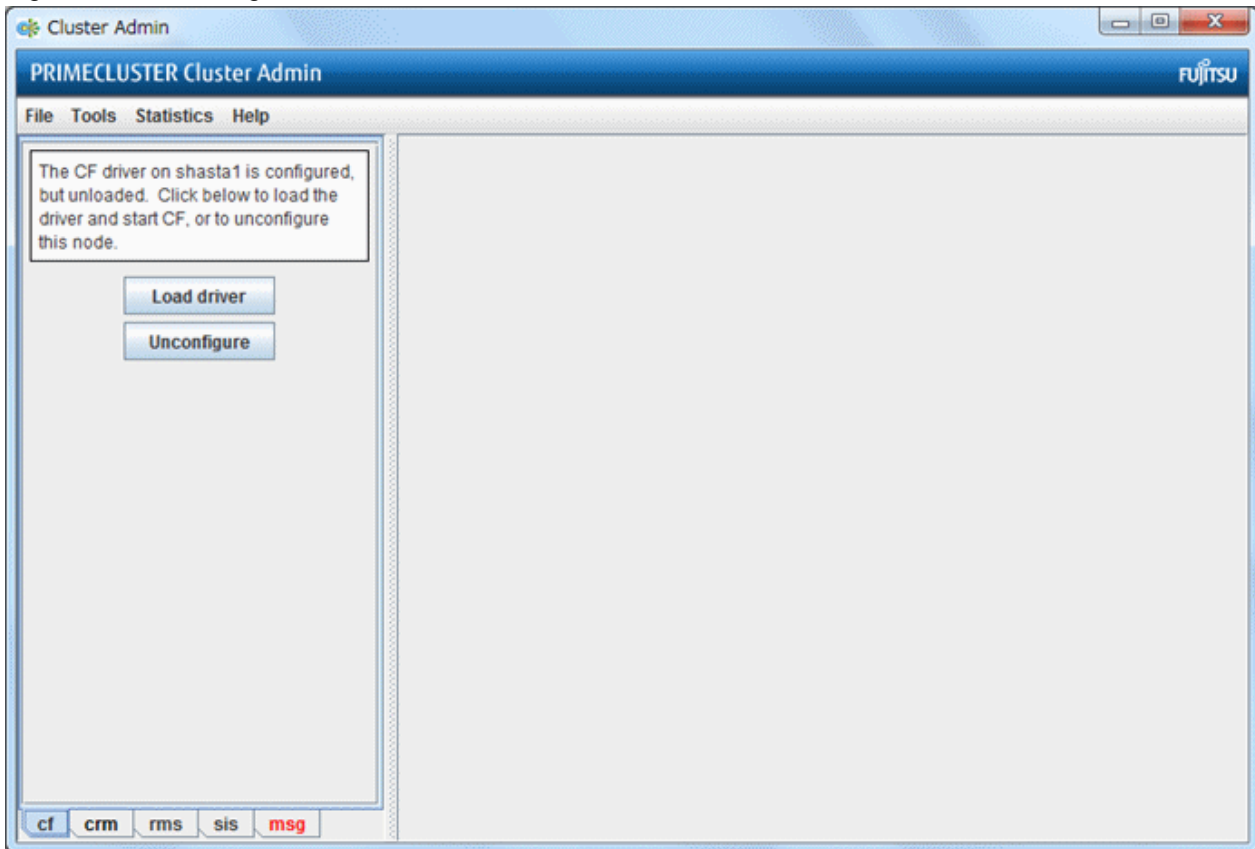 Cluster Admin
PRIMECLUSTER Cluster Admin
FUJITSU
File Tools Statistics Help
The CF driver on shasta1 is configured,
but unloaded. Click below to load the
driver and start CF, or to unconfigure
this node.
Load driver
Unconfigure
cf crm rms sis msg